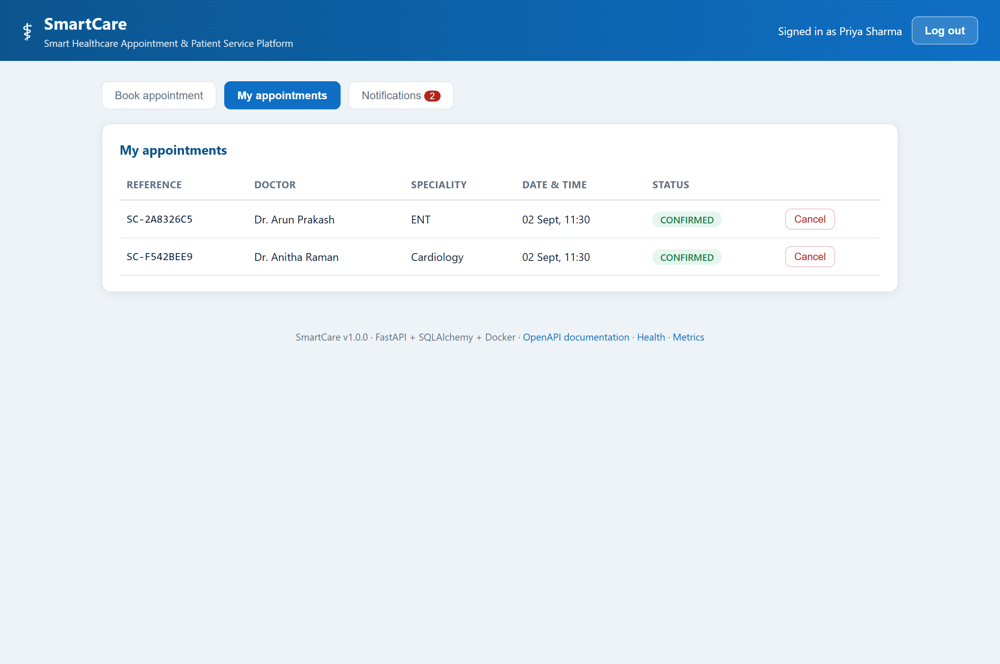 SmartCare
Smart Healthcare Appointment & Patient Service Platform
Signed in as Priya Sharma
Log out
Book appointment
My appointments
Notifications 2
My appointments
REFERENCE DOCTOR SPECIALITY DATE & TIME STATUS
SC-2A8326C5 Dr. Arun Prakash ENT 02 Sept, 11:30 CONFIRMED Cancel
SC-F542BEE9 Dr. Anitha Raman Cardiology 02 Sept, 11:30 CONFIRMED Cancel
SmartCare v1.0.0 · FastAPI + SQLAlchemy + Docker · OpenAPI documentation · Health · Metrics